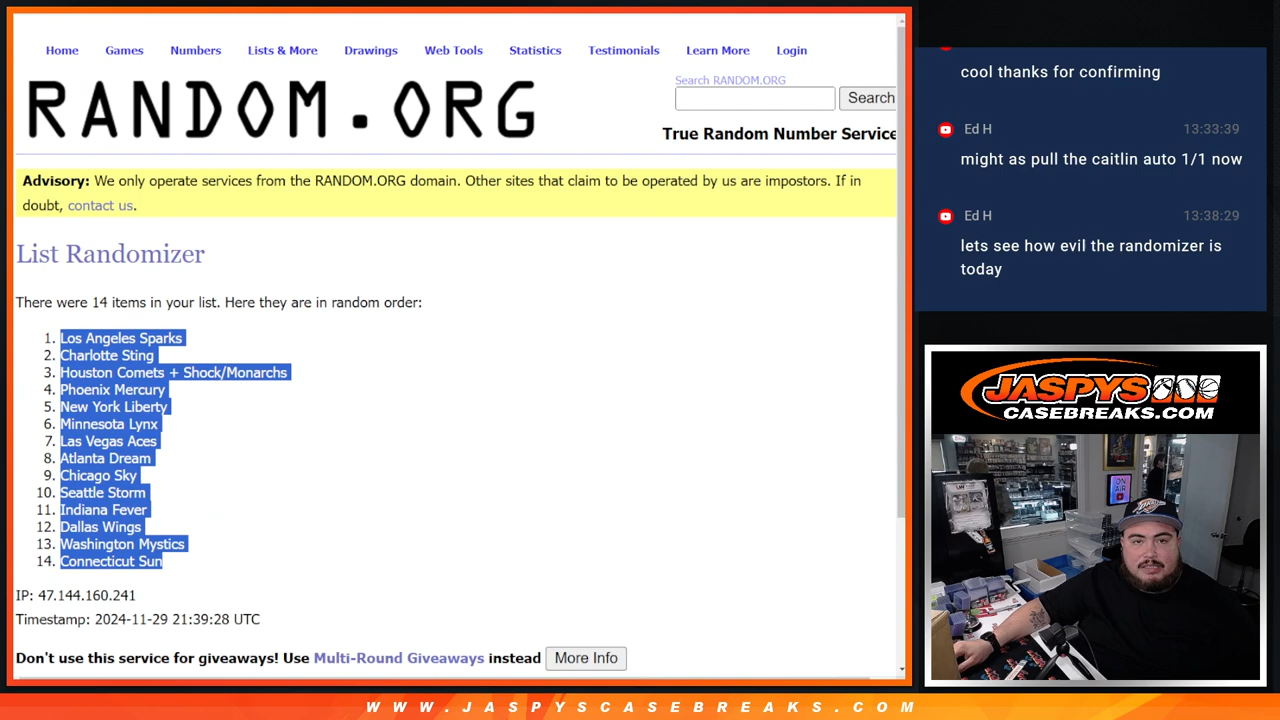 Home Games Numbers Lists & More Drawings Web Tools Statistics Testimonials Learn More Login
RANDOM.ORG
Search RANDOM.ORG
Search
True Random Number Service
Advisory: We only operate services from the RANDOM.ORG domain. Other sites that claim to be operated by us are impostors. If in
doubt, contact us.
List Randomizer
There were 14 items in your list. Here they are in random order:
1. Los Angeles Sparks
2. Charlotte Sting
3. Houston Comets + Shock/Monarchs
4. Phoenix Mercury
5. New York Liberty
6. Minnesota Lynx
7. Las Vegas Aces
8. Atlanta Dream
9. Chicago Sky
10. Seattle Storm
11. Indiana Fever
12. Dallas Wings
13. Washington Mystics
14. Connecticut Sun
IP: 47.144.160.241
Timestamp: 2024-11-29 21:39:28 UTC
Don't use this service for giveaways! Use Multi-Round Giveaways instead More Info
cool thanks for confirming
Ed H 13:33:39
might as pull the caitlin auto 1/1 now
Ed H 13:38:29
lets see how evil the randomizer is
today
JASPYS
CASEBREAKS.COM
ON
AIR
WWW.JASPYSCASEBREAKS.COM